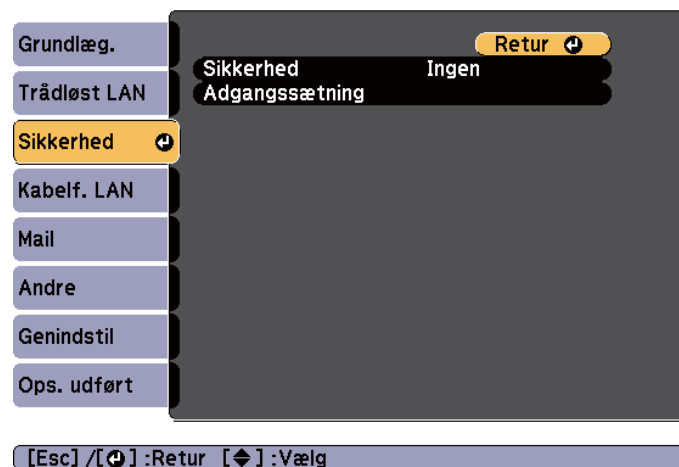 Grundlæg.
Trådløst LAN
Sikkerhed
Kabelf. LAN
Mail
Andre
Genindstil
Ops. udført
Retur
Sikkerhed Ingen
Adgangssætning
[Esc] /[⏎] :Retur [◆] :Vælg